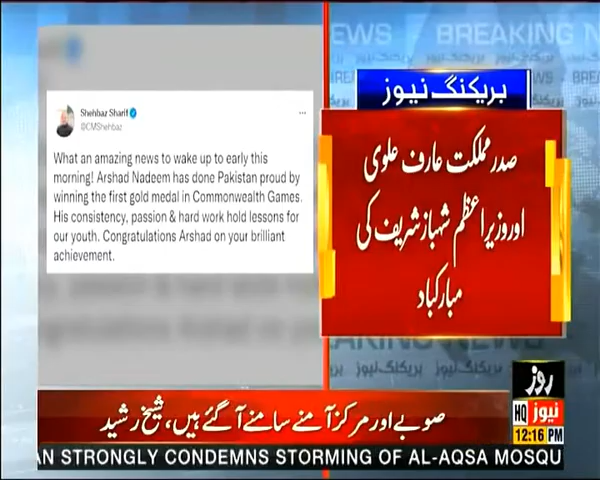 EWS - BREAKING N
بریکنگ نیوز
Shehbaz Sharif
@CMShehbaz
What an amazing news to wake up to early this
morning! Arshad Nadeem has done Pakistan proud by
winning the first gold medal in Commonwealth Games.
His consistency, passion & hard work hold lessons for
our youth. Congratulations Arshad on your brilliant
achievement.
صدر مملکت عارف علوی
اور وزیراعظم شہباز شریف کی
مبارکباد
روز
نیوز
HQ
12:16 PM
صوبے اور مرکز آمنے سامنے آگئے ہیں، شیخ رشید
AN STRONGLY CONDEMNS STORMING OF AL-AQSA MOSQU